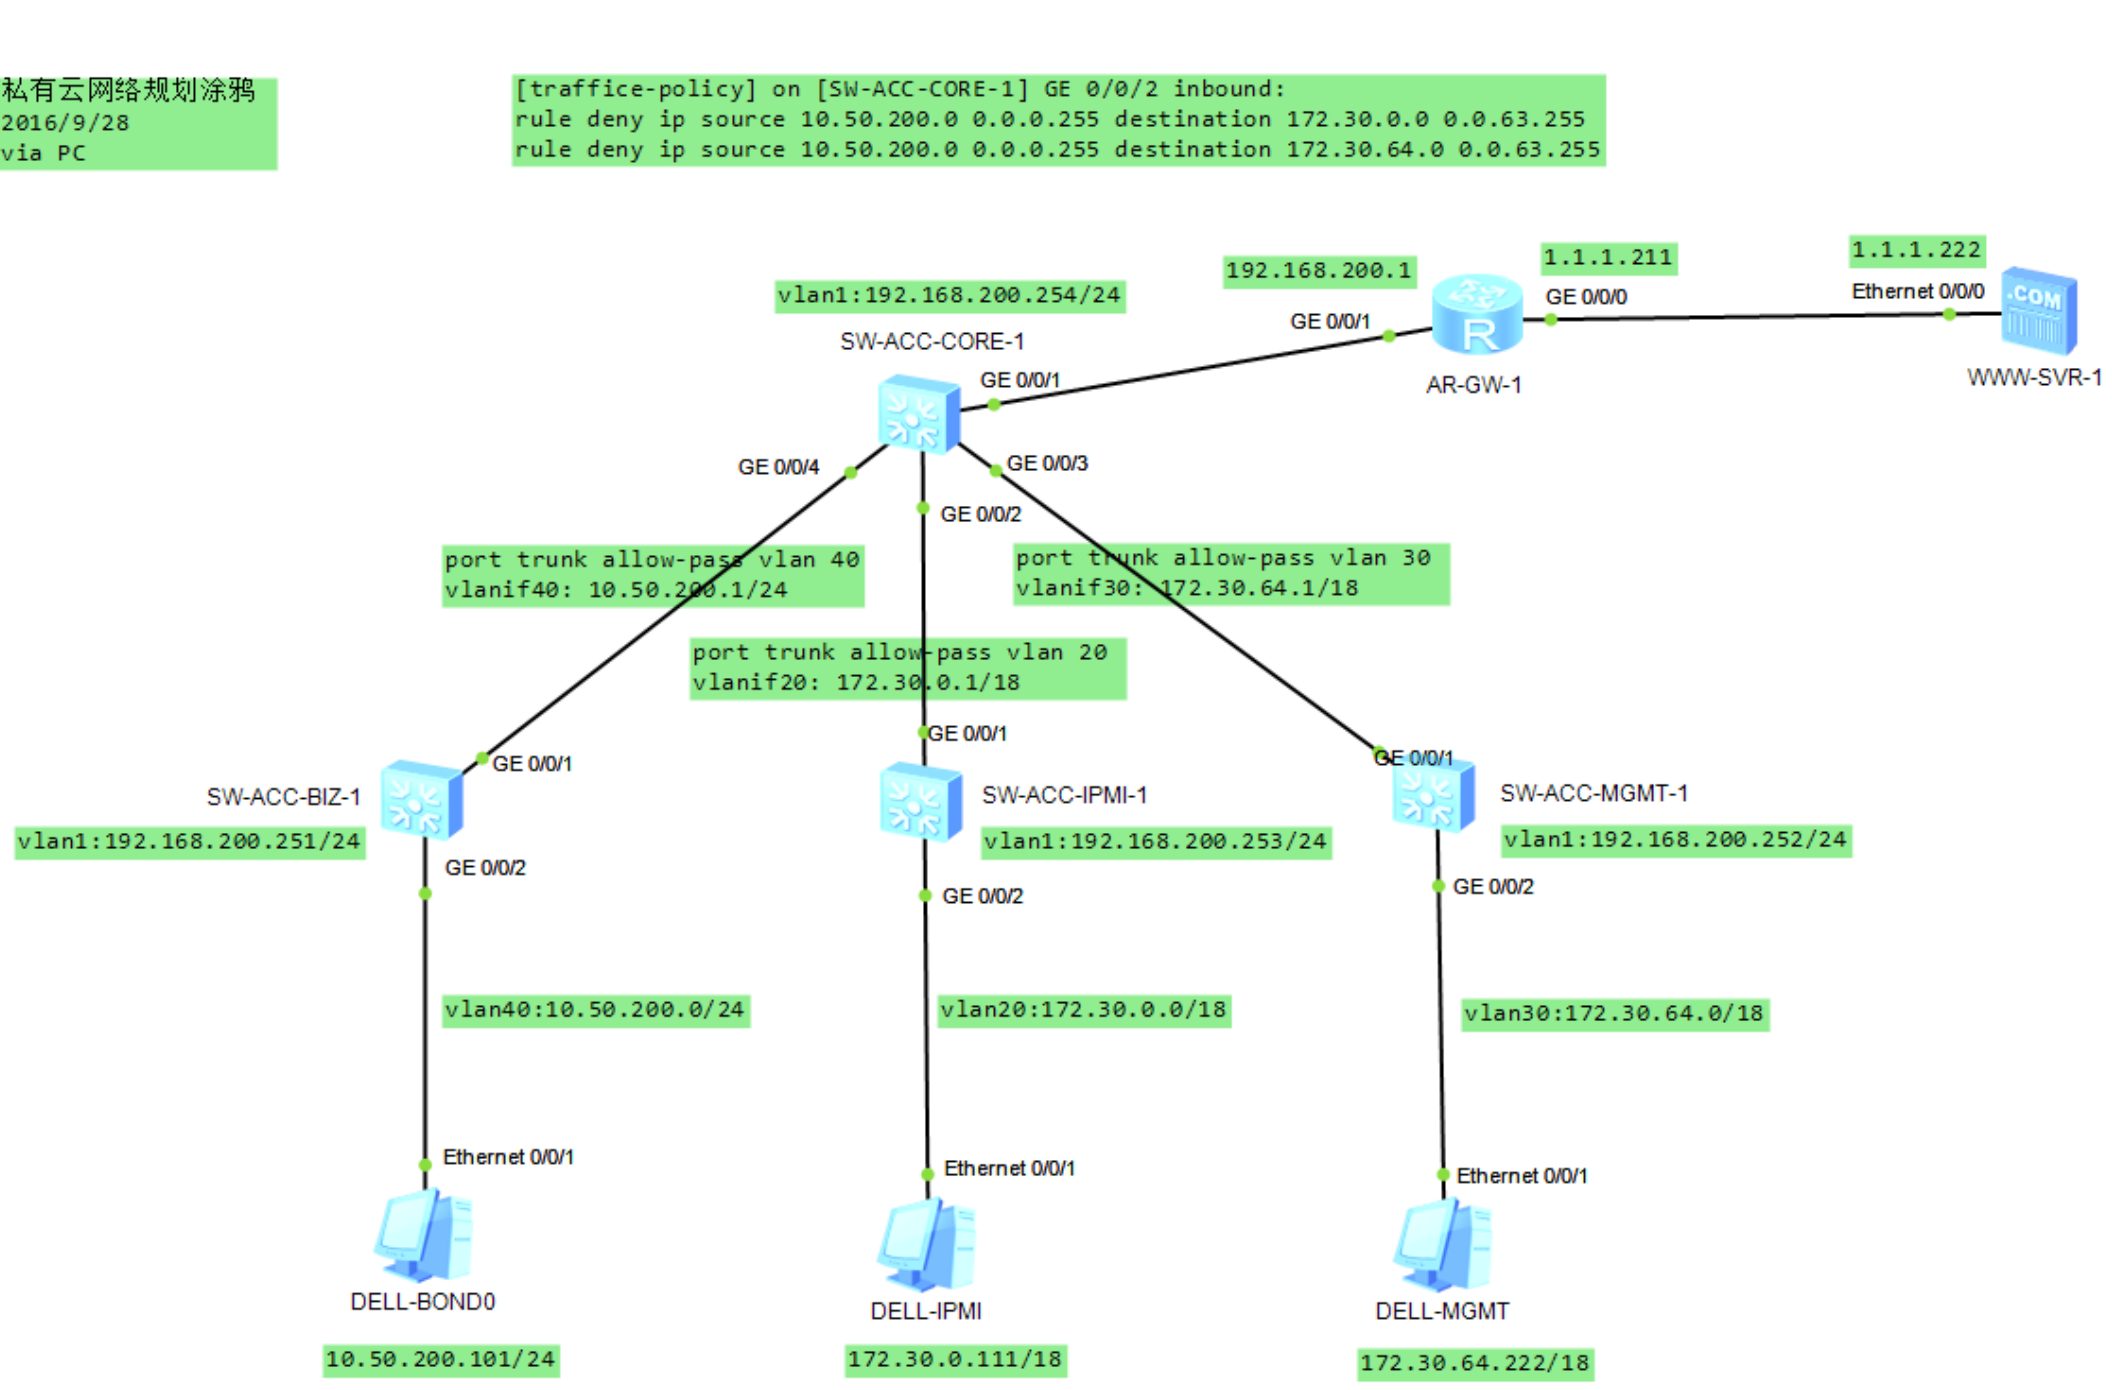 私有云网络规划涂鸦
2016/9/28
via PC
[traffice-policy] on [SW-ACC-CORE-1] GE 0/0/2 inbound:
rule deny ip source 10.50.200.0 0.0.0.255 destination 172.30.0.0 0.0.63.255
rule deny ip source 10.50.200.0 0.0.0.255 destination 172.30.64.0 0.0.63.255
vlan1:192.168.200.254/24
SW-ACC-CORE-1
192.168.200.1
1.1.1.211
1.1.1.222
GE 0/0/1
GE 0/0/0
Ethernet 0/0/0
.COM
R
AR-GW-1
WWW-SVR-1
GE 0/0/1
GE 0/0/4
GE 0/0/3
GE 0/0/2
port trunk allow-pass vlan 40
vlanif40: 10.50.200.1/24
port trunk allow-pass vlan 30
vlanif30: 172.30.64.1/18
port trunk allow-pass vlan 20
vlanif20: 172.30.0.1/18
GE 0/0/1
GE 0/0/1
GE 0/0/1
SW-ACC-BIZ-1
vlan1:192.168.200.251/24
SW-ACC-IPMI-1
vlan1:192.168.200.253/24
SW-ACC-MGMT-1
vlan1:192.168.200.252/24
GE 0/0/2
GE 0/0/2
GE 0/0/2
vlan40:10.50.200.0/24
vlan20:172.30.0.0/18
vlan30:172.30.64.0/18
Ethernet 0/0/1
Ethernet 0/0/1
Ethernet 0/0/1
DELL-BOND0
DELL-IPMI
DELL-MGMT
10.50.200.101/24
172.30.0.111/18
172.30.64.222/18